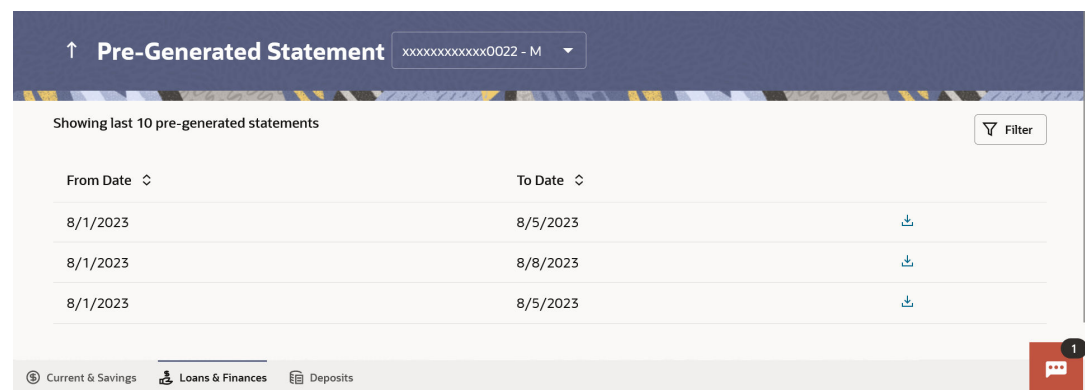 Pre-Generated Statement xxxxxxxxxxxx0022 - M
Showing last 10 pre-generated statements
Filter
From Date To Date
8/1/2023 8/5/2023
8/1/2023 8/8/2023
8/1/2023 8/5/2023
1
Current & Savings Loans & Finances Deposits